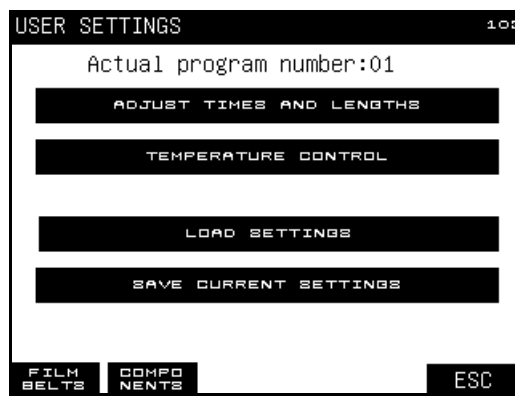 USER SETTINGS
Actual program number:01
ADJUST TIMES AND LENGTHS
TEMPERATURE CONTROL
LOAD SETTINGS
SAVE CURRENT SETTINGS
FILM BELTS
COMPO NENTS
ESC